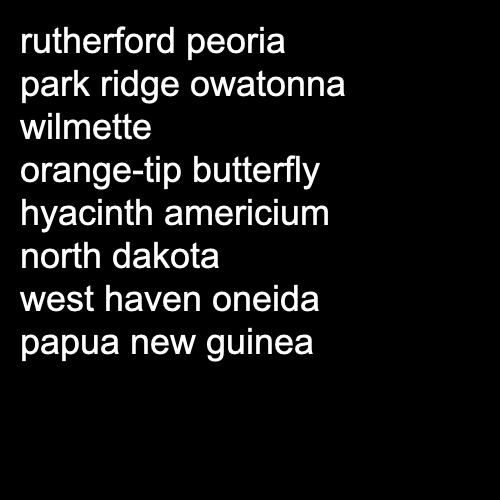 rutherford peoria
park ridge owatonna
wilmette
orange-tip butterfly
hyacinth americium
north dakota
west haven oneida
papua new guinea